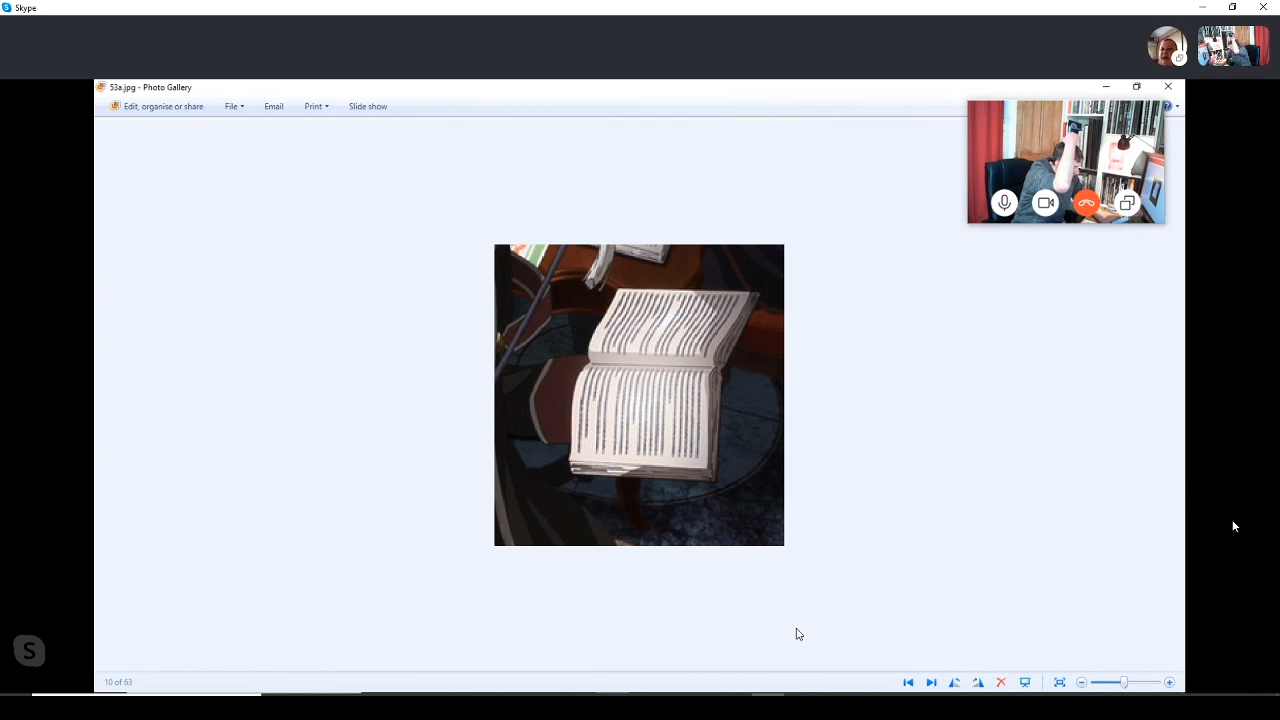 Skype
53a.jpg - Photo Gallery
Edit, organise or share File Email Print Slide show
?
S
10 of 63